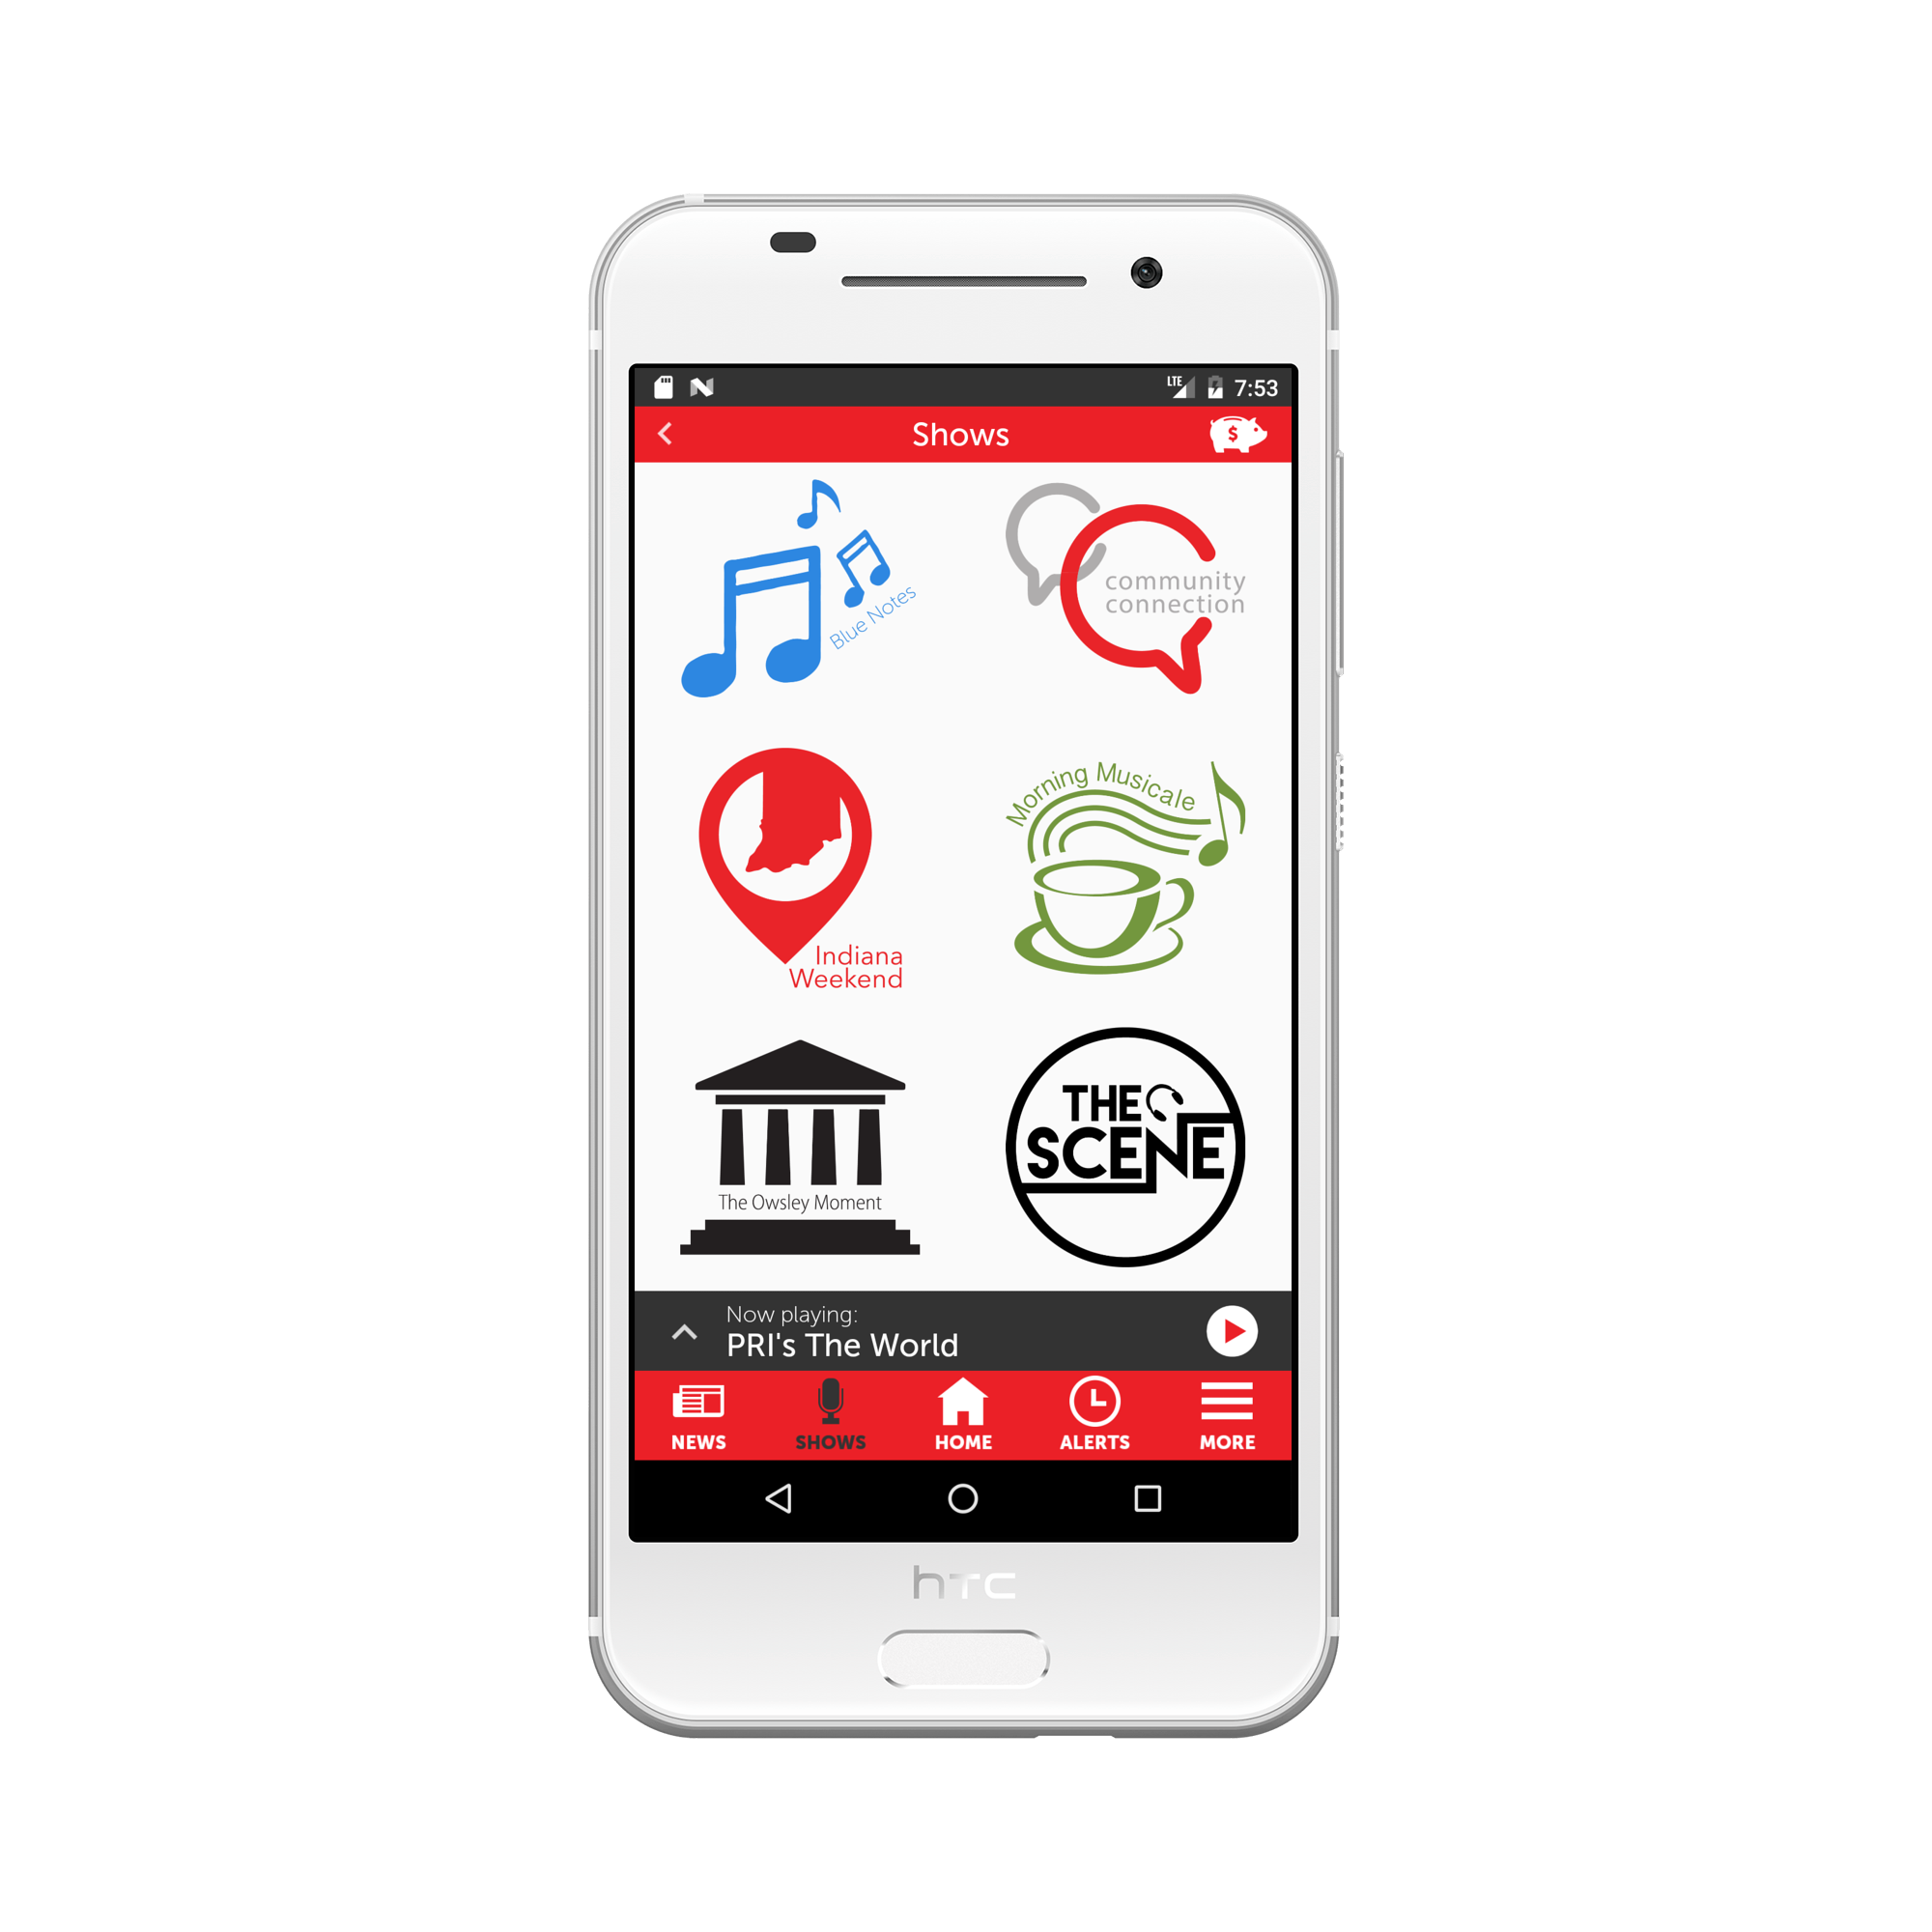 LTE 7:53
Shows
$
Blue Notes
community
connection
Indiana
Weekend
Morning Musicale
The Owsley Moment
THE
SCENE
Now playing:
PRI's The World
NEWS SHOWS HOME ALERTS MORE
hTC